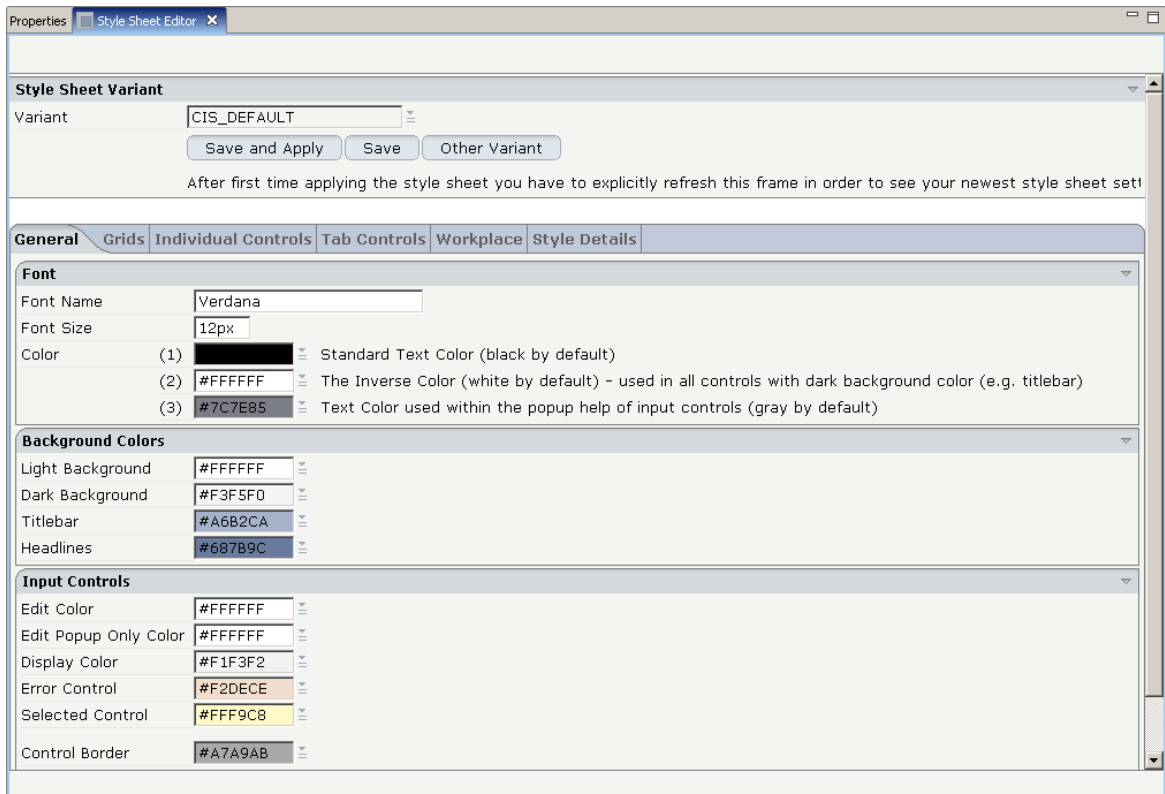 Properties Style Sheet Editor
Style Sheet Variant
Variant CIS_DEFAULT
Save and Apply Save Other Variant
After first time applying the style sheet you have to explicitly refresh this frame in order to see your newest style sheet
General Grids Individual Controls Tab Controls Workplace Style Details
Font
Font Name Verdana
Font Size 12px
Color (1) Standard Text Color (black by default)
(2) #FFFFFF The Inverse Color (white by default) - used in all controls with dark background color (e.g. titlebar)
(3) #7C7E85 Text Color used within the popup help of input controls (gray by default)
Background Colors
Light Background #FFFFFF
Dark Background #F3F5F0
Titlebar #A6B2CA
Headlines #687B9C
Input Controls
Edit Color #FFFFFF
Edit Popup Only Color #FFFFFF
Display Color #F1F3F2
Error Control #F2DECE
Selected Control #FFF9C8
Control Border #A7A9AB